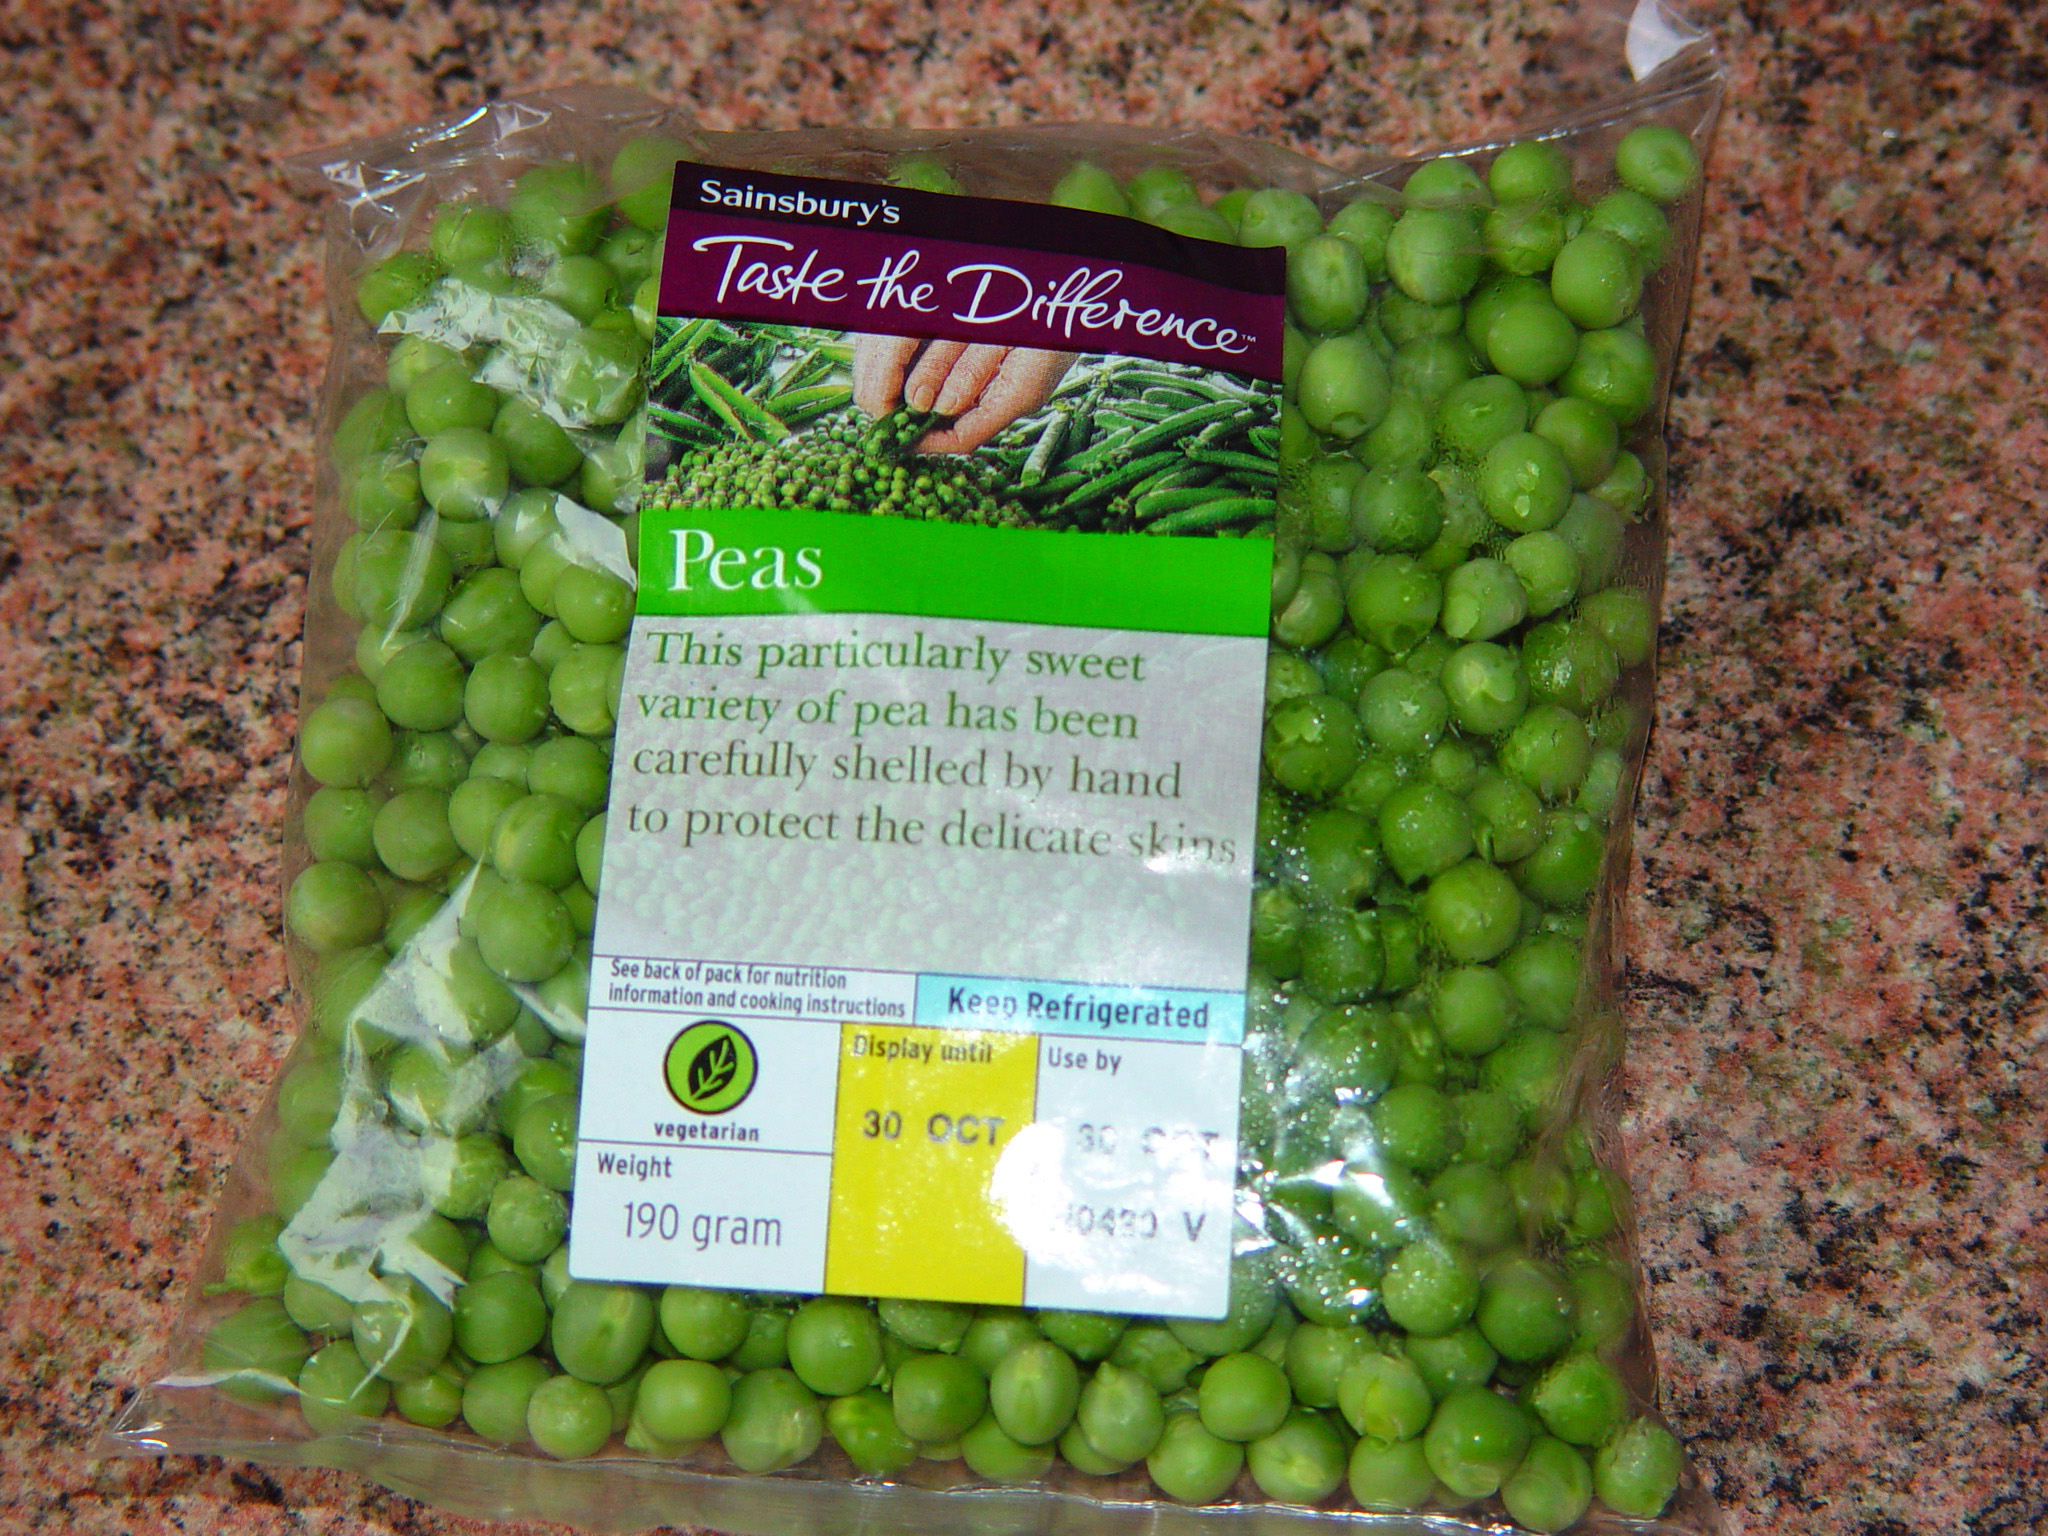 Sainsbury's
Taste the Difference™
Peas
This particularly sweet
variety of pea has been
carefully shelled by hand
to protect the delicate skins
See back of pack for nutrition
information and cooking instructions
Keep Refrigerated
vegetarian
Display until
30 OCT
Use by
30 OCT
V
Weight
190 gram